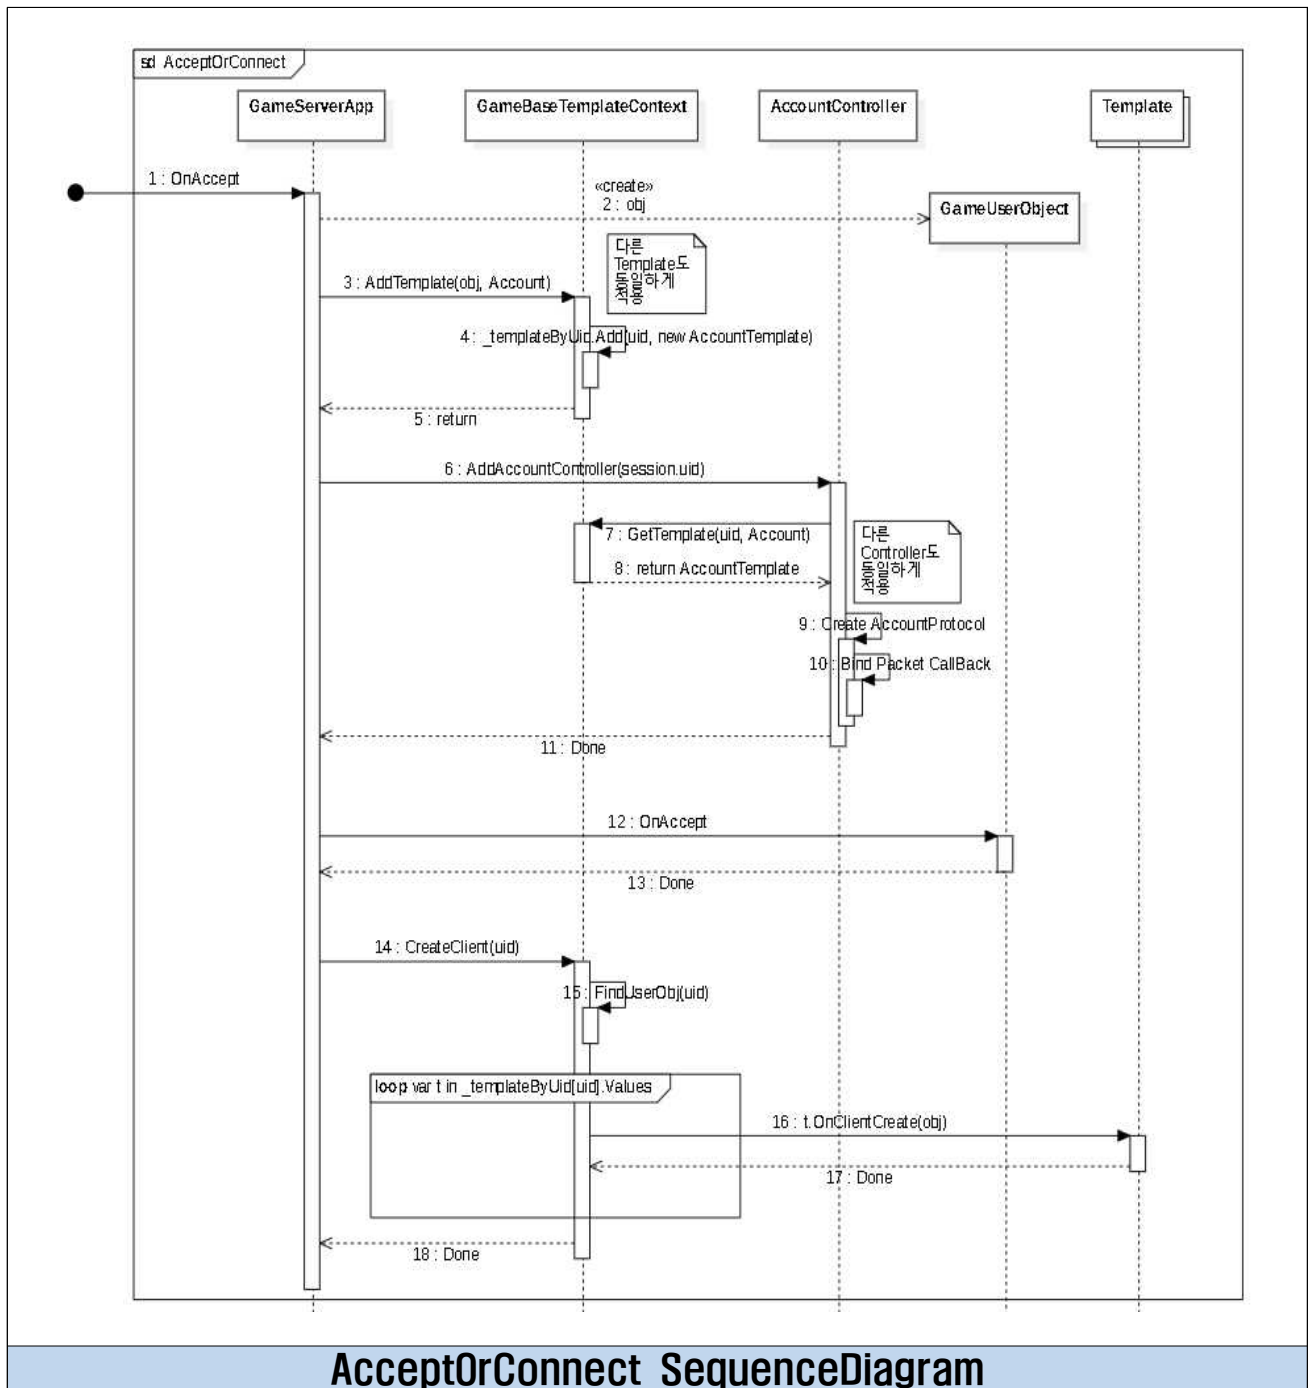 sd AcceptOrConnect
GameServerApp
GameBaseTemplateContext
AccountController
Template
1 : OnAccept
«create»
2 : obj
GameUserObject
다른
Template도
동일하게
적용
3 : AddTemplate(obj, Account)
4 : _templateByUid.Add(uid, new AccountTemplate)
5 : return
6 : AddAccountController(session.uid)
7 : GetTemplate(uid, Account)
다른
Controller도
동일하게
적용
8 : return AccountTemplate
9 : Create AccountProtocol
10 : Bind Packet CallBack
11 : Done
12 : OnAccept
13 : Done
14 : CreateClient(uid)
15 : FindUserObj(uid)
loop var t in _templateByUid[uid].Values
16 : t.OnClientCreate(obj)
17 : Done
18 : Done
AcceptOrConnect SequenceDiagram